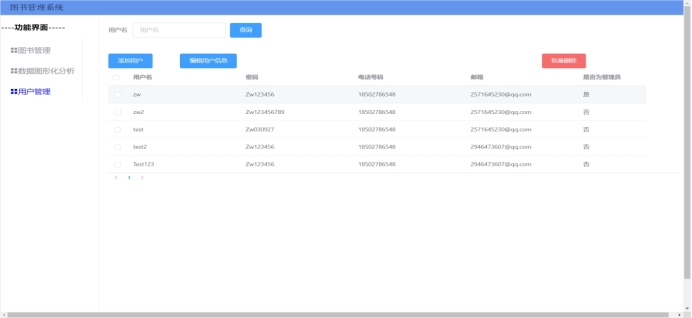 图书管理系统
----功能界面-----
图书管理
数据图形化分析
用户管理
用户名 用户名 查询
添加用户 编辑用户信息 批量删除
用户名 密码 电话号码 邮箱 是否为管理员
zw Zw123456 18502786548 2571645230@qq.com 是
zw2 Zw123456789 18502786548 2571645230@qq.com 否
test Zw030927 18502786548 2571645230@qq.com 否
test2 Zw123456 18502786548 2946473607@qq.com 否
Test123 Zw123456 18502786548 2946473607@qq.com 否
1